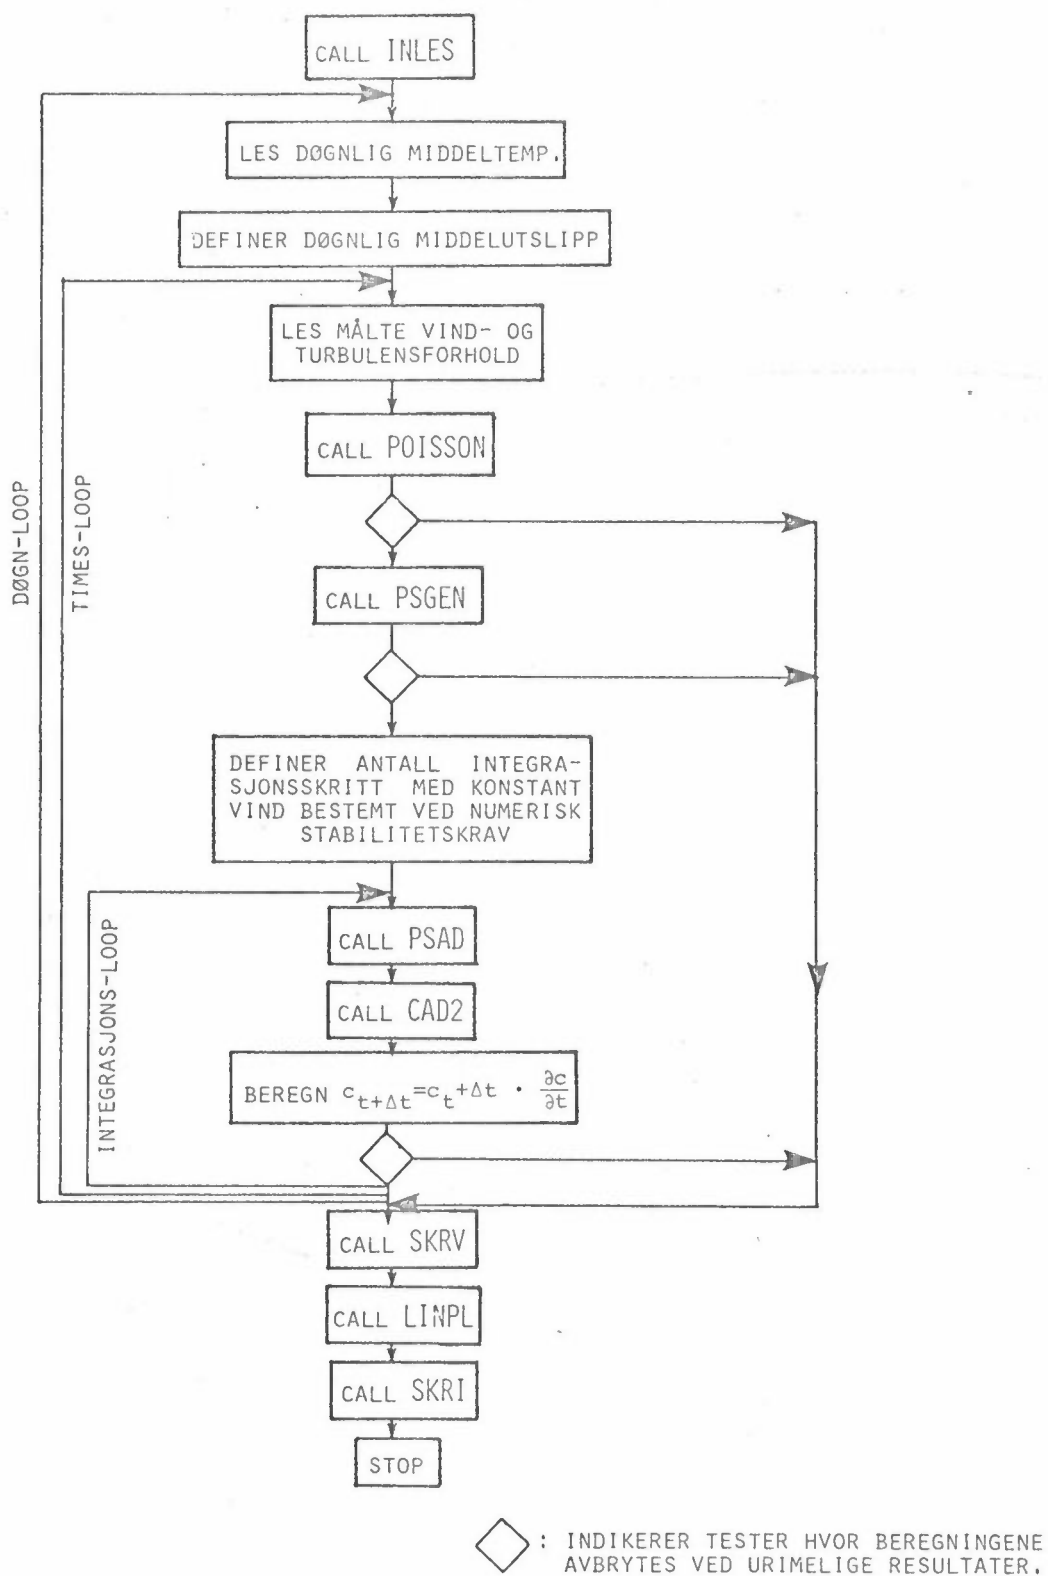 CALL INLES
LES DØGNLIG MIDDELTEMP.
DEFINER DØGNLIG MIDDELUTSLIPP
LES MÅLTE VIND- OG
TURBULENSFORHOLD
CALL POISSON
DØGN-LOOP
TIMES-LOOP
CALL PSGEN
DEFINER ANTALL INTEGRA-
SJONSSKRITT MED KONSTANT
VIND BESTEMT VED NUMERISK
STABILITETSKRAV
INTEGRASJONS-LOOP
CALL PSAD
CALL CAD2
BEREGN c_{t+Δt}=c_t+Δt · ∂c/∂t
CALL SKRV
CALL LINPL
CALL SKRI
STOP
: INDIKERER TESTER HVOR BEREGNINGENE
AVBRYTES VED URIMELIGE RESULTATER.